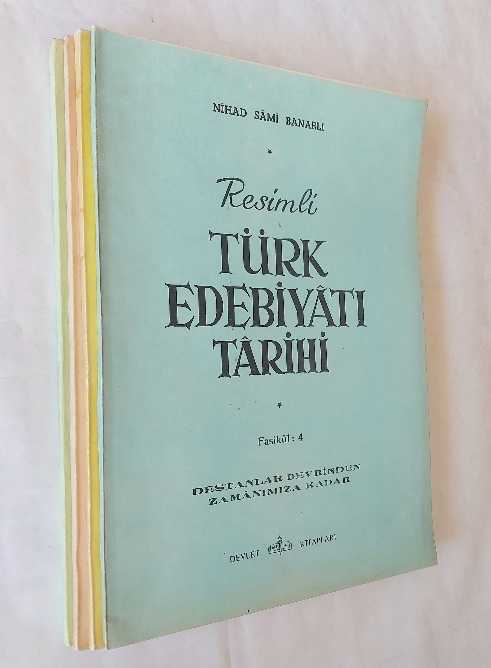 NİHAD SÂMİ BANARLI
*
Resimli
TÜRK
EDEBİYÂTI
TÂRİHİ
*
Fasikül : 4
DESTANLAR DEVRİNDEN
ZAMÂNIMIZA KADAR
DEVLET KİTAPLARI